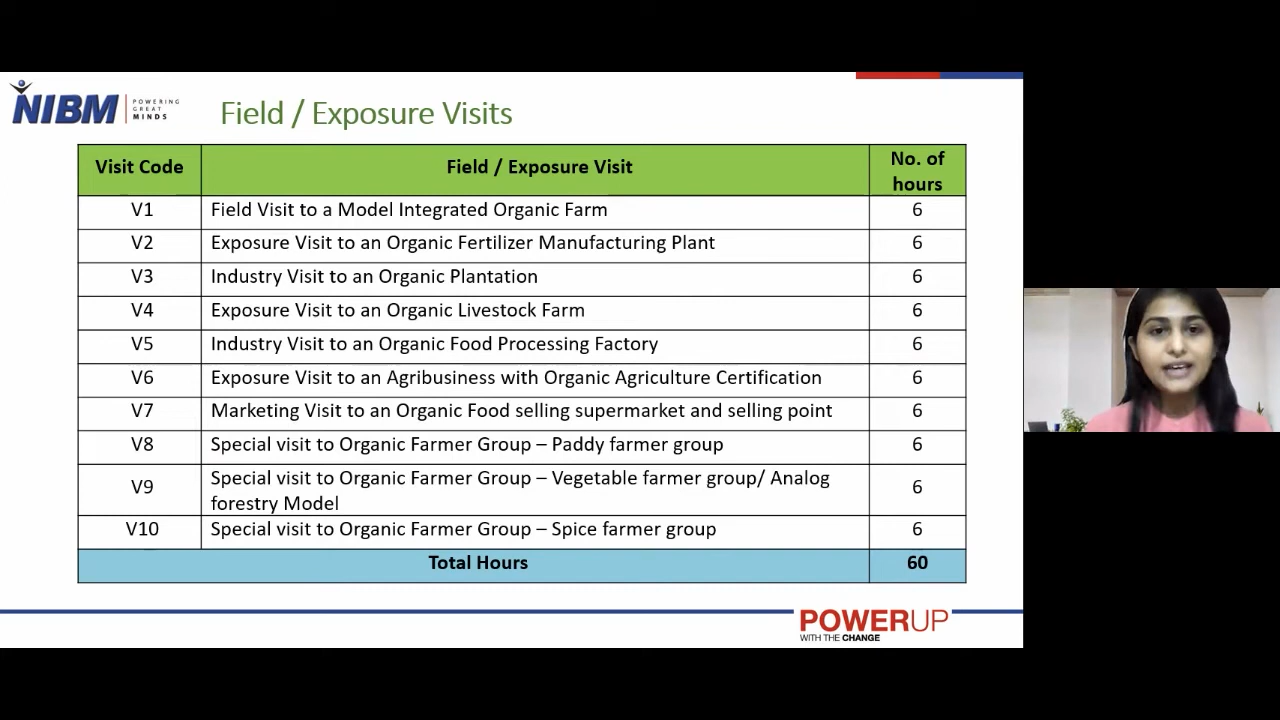 NIBM
POWERING
GREAT
MINDS
Field / Exposure Visits
Visit Code Field / Exposure Visit No. of hours
V1 Field Visit to a Model Integrated Organic Farm 6
V2 Exposure Visit to an Organic Fertilizer Manufacturing Plant 6
V3 Industry Visit to an Organic Plantation 6
V4 Exposure Visit to an Organic Livestock Farm 6
V5 Industry Visit to an Organic Food Processing Factory 6
V6 Exposure Visit to an Agribusiness with Organic Agriculture Certification 6
V7 Marketing Visit to an Organic Food selling supermarket and selling point 6
V8 Special visit to Organic Farmer Group – Paddy farmer group 6
V9 Special visit to Organic Farmer Group – Vegetable farmer group/ Analog
forestry Model 6
V10 Special visit to Organic Farmer Group – Spice farmer group 6
Total Hours 60
POWERUP
WITH THE CHANGE